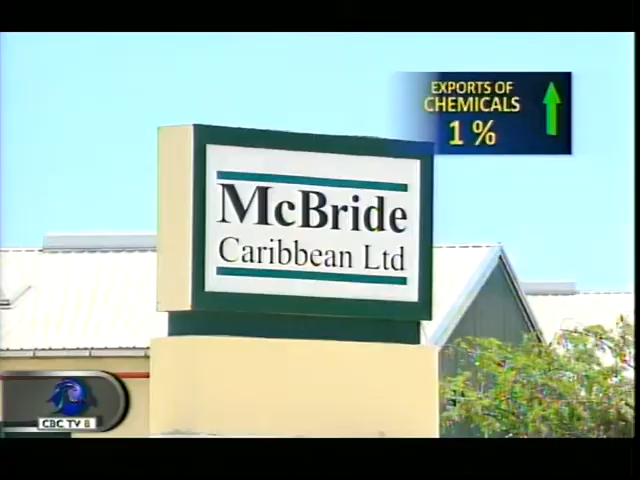 EXPORTS OF
CHEMICALS
1 %
McBride
Caribbean Ltd
CBC TV 8